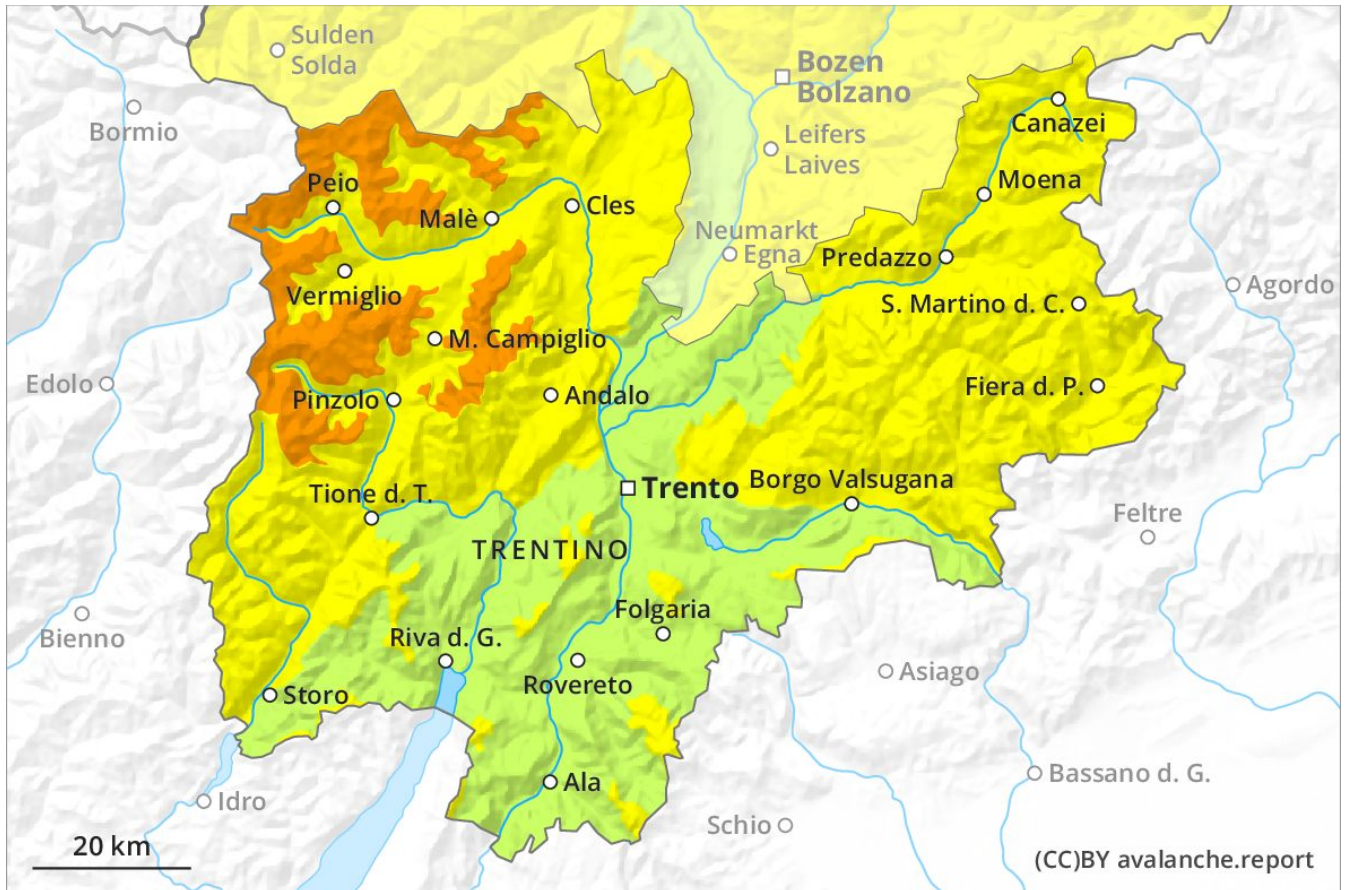 Sulden
Solda
Bozen
Bolzano
Bormio
Canazei
Leifers
Laives
Peio
Moena
Malè
Cles
Neumarkt
Egna
Predazzo
Vermiglio
Agordo
S. Martino d. C.
M. Campiglio
Edolo
Fiera d. P.
Pinzolo
Andalo
Trento
Borgo Valsugana
Tione d. T.
Feltre
TRENTINO
Folgaria
Bienno
Riva d. G.
Asiago
Rovereto
Storo
Bassano d. G.
Ala
Idro
Schio
20 km
(CC)BY avalanche.report